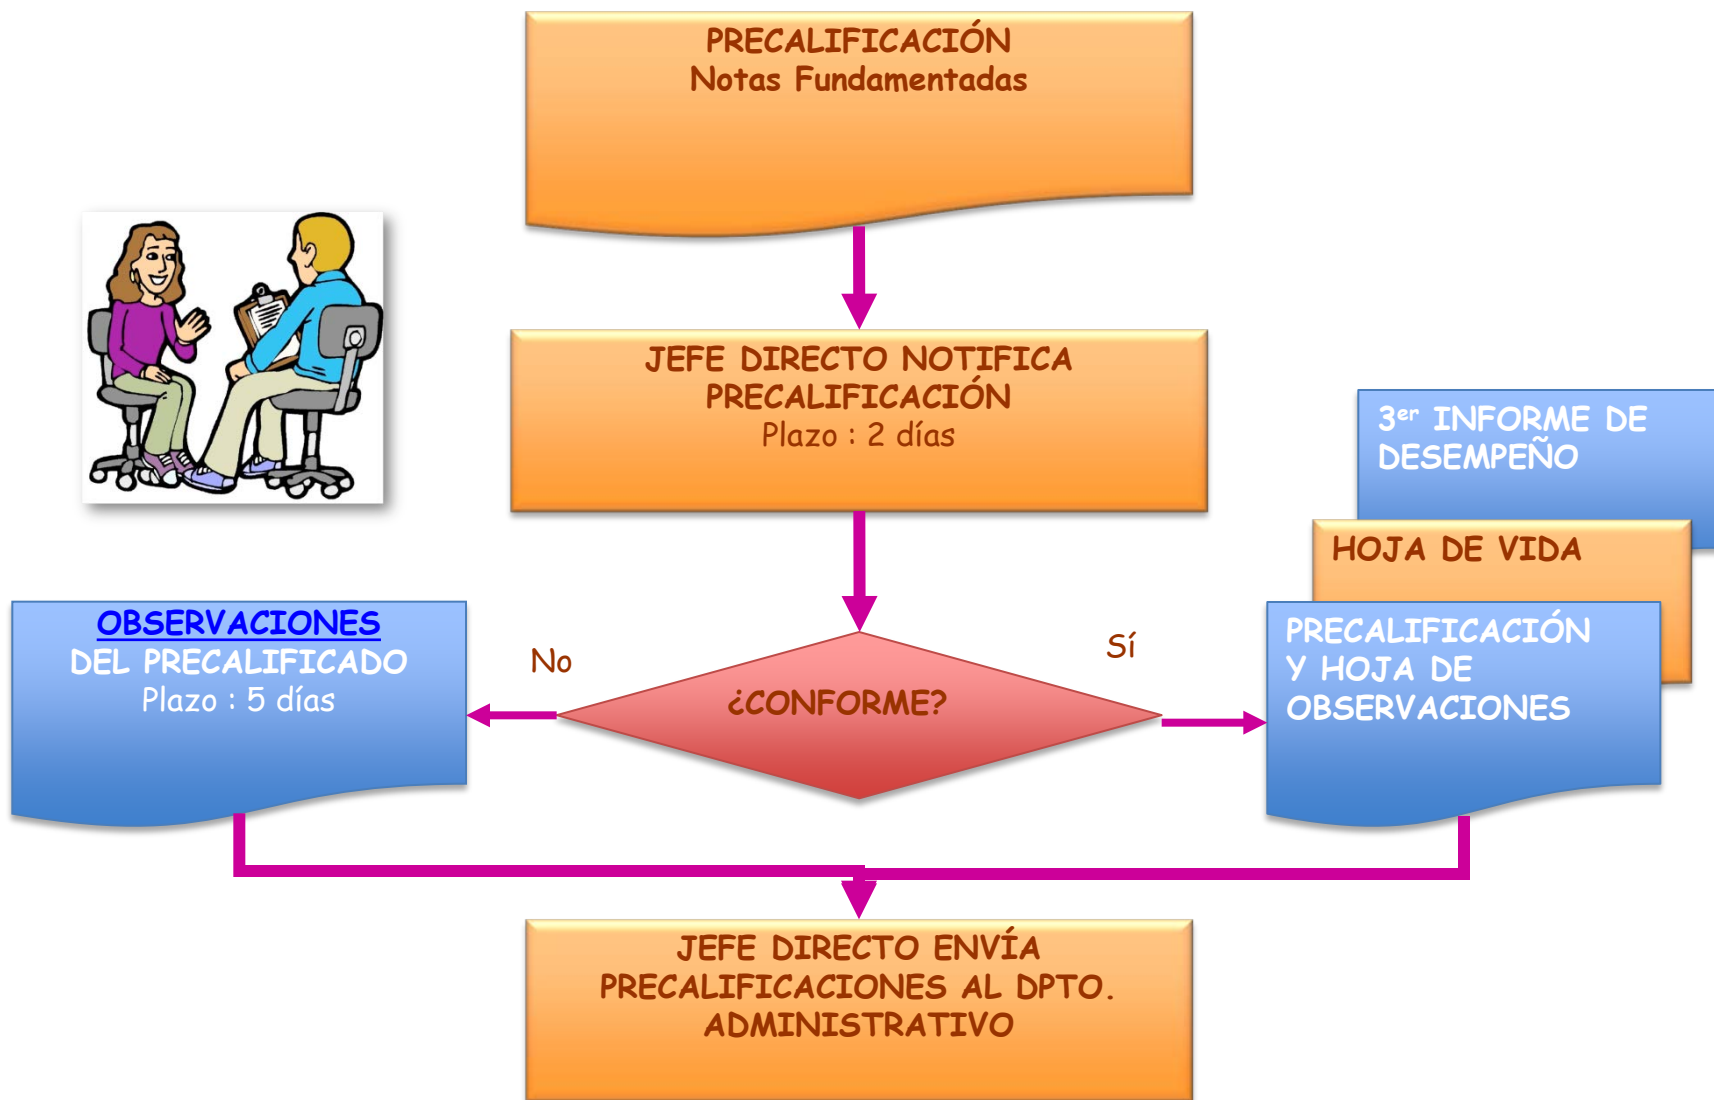 PRECALIFICACIÓN
Notas Fundamentadas
JEFE DIRECTO NOTIFICA
PRECALIFICACIÓN
Plazo : 2 días
3er INFORME DE
DESEMPEÑO
HOJA DE VIDA
OBSERVACIONES
DEL PRECALIFICADO
Plazo : 5 días
No
¿CONFORME?
Sí
PRECALIFICACIÓN
Y HOJA DE
OBSERVACIONES
JEFE DIRECTO ENVÍA
PRECALIFICACIONES AL DPTO.
ADMINISTRATIVO